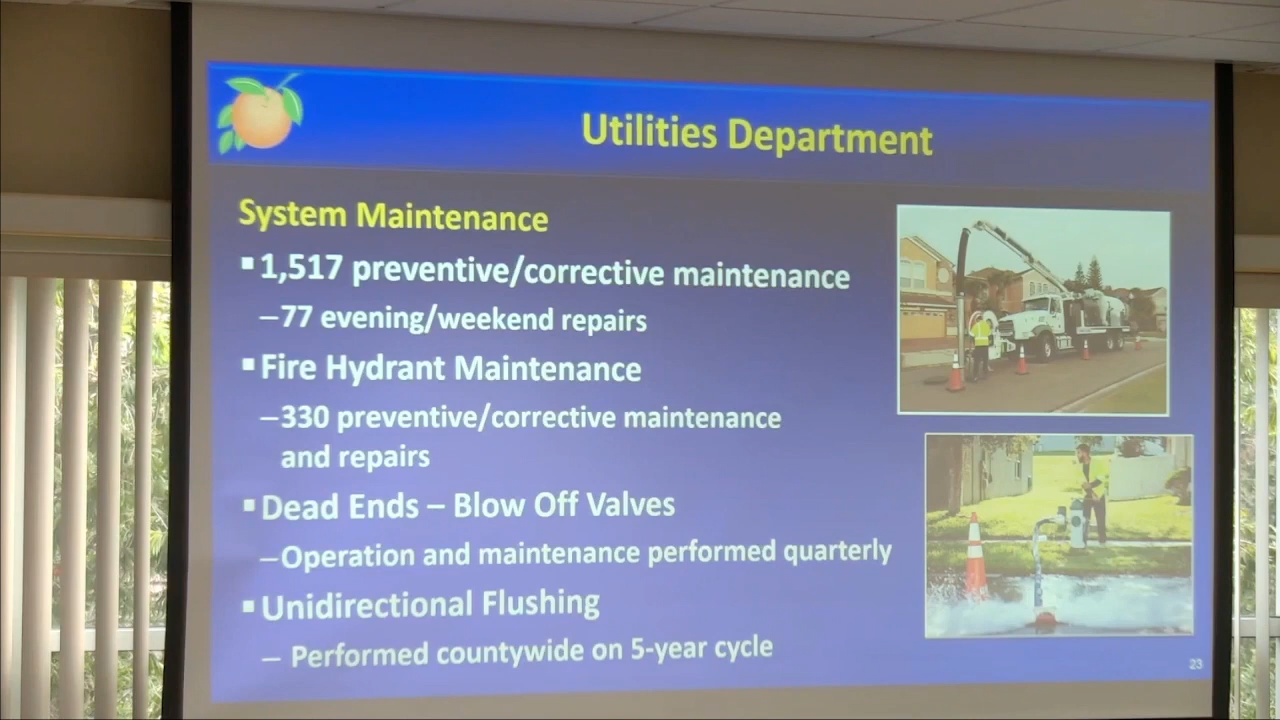 Utilities Department
System Maintenance
▪1,517 preventive/corrective maintenance
–77 evening/weekend repairs
▪Fire Hydrant Maintenance
–330 preventive/corrective maintenance
and repairs
▪Dead Ends – Blow Off Valves
–Operation and maintenance performed quarterly
▪Unidirectional Flushing
– Performed countywide on 5-year cycle
23